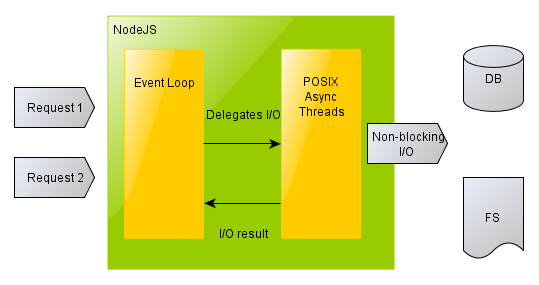 NodeJS
Request 1
Request 2
Event Loop
Delegates I/O
I/O result
POSIX
Async
Threads
Non-blocking
I/O
DB
FS